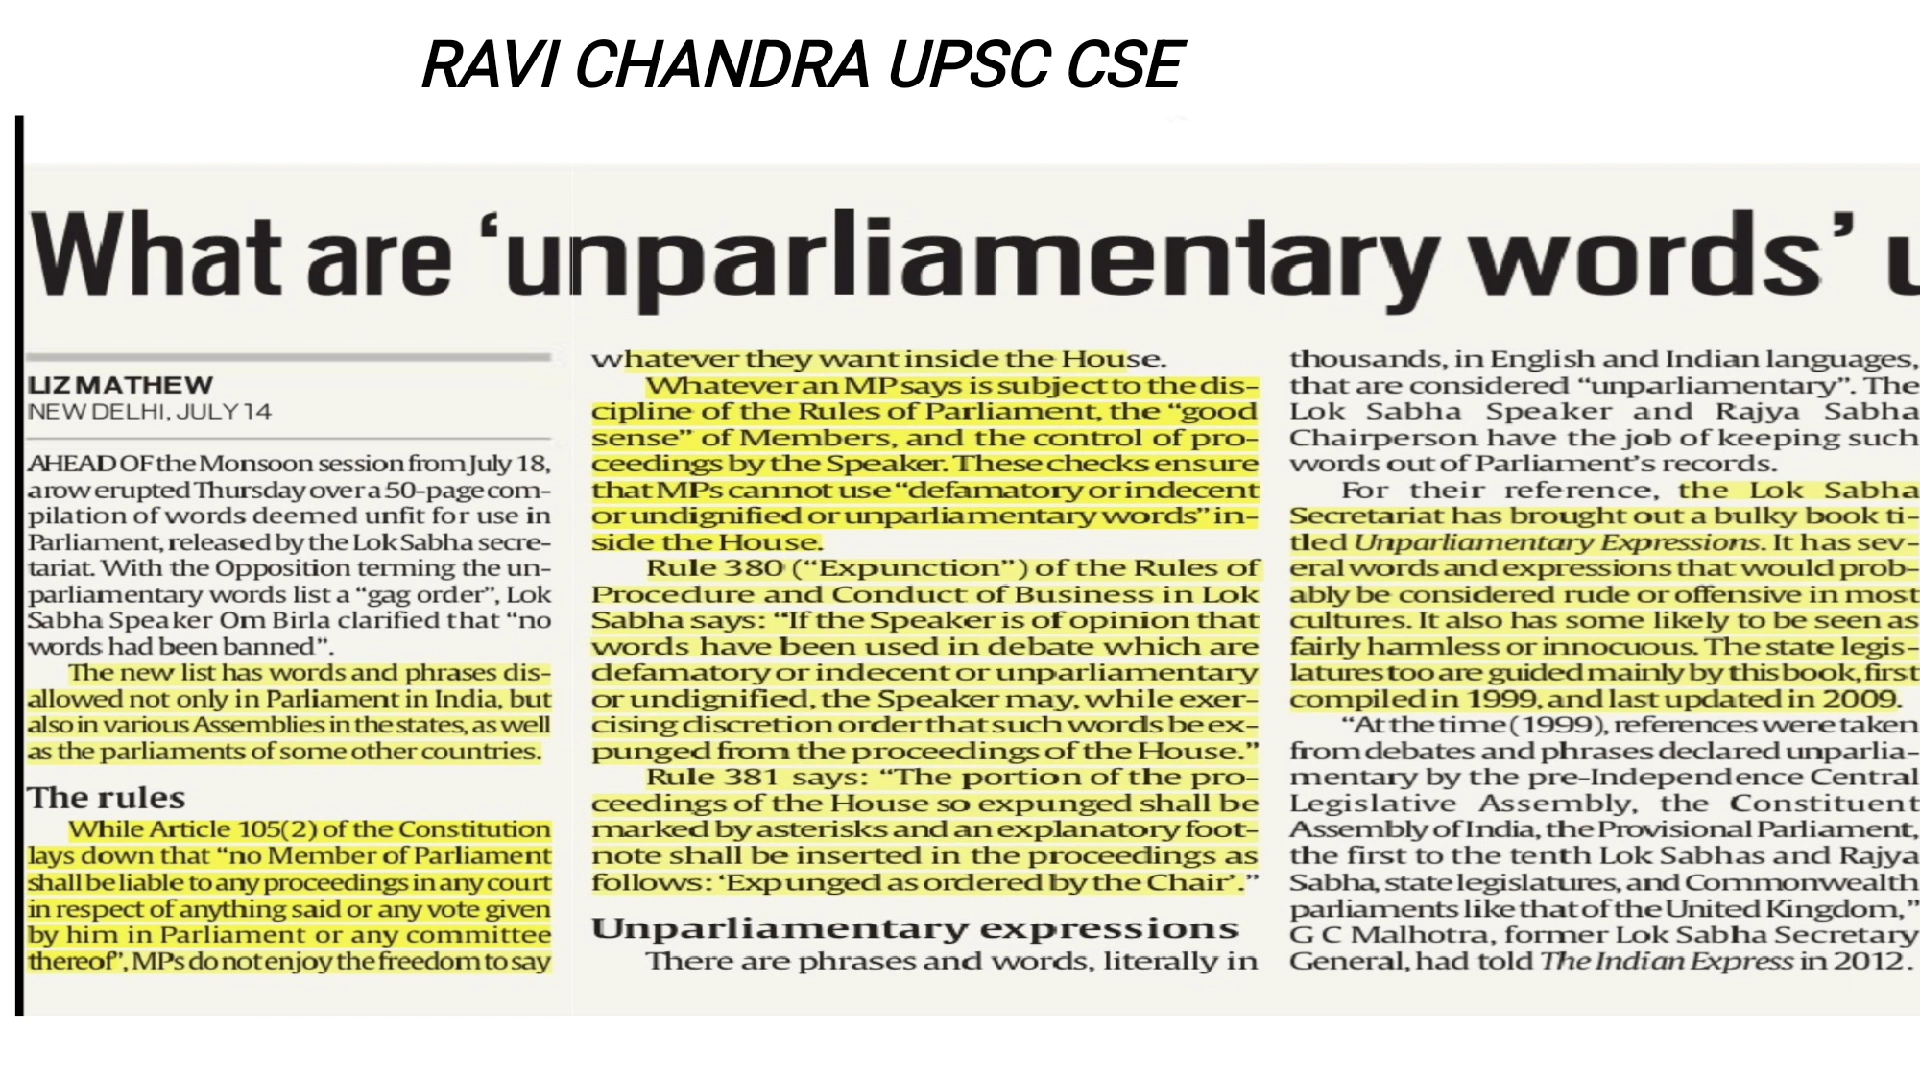 RAVI CHANDRA UPSC CSE
What are ‘unparliamentary words’ u
LIZ MATHEW
NEW DELHI, JULY 14
AHEAD OF the Monsoon session from July 18,
a row erupted Thursday over a 50-page com-
pilation of words deemed unfit for use in
Parliament, released by the Lok Sabha secre-
tariat. With the Opposition terming the un-
parliamentary words list a “gag order”, Lok
Sabha Speaker Om Birla clarified that “no
words had been banned”.
The new list has words and phrases dis-
allowed not only in Parliament in India, but
also in various Assemblies in the states, as well
as the parliaments of some other countries.
The rules
While Article 105(2) of the Constitution
lays down that “no Member of Parliament
shall be liable to any proceedings in any court
in respect of anything said or any vote given
by him in Parliament or any committee
thereof”, MPs do not enjoy the freedom to say
whatever they want inside the House.
Whatever an MP says is subject to the dis-
cipline of the Rules of Parliament, the “good
sense” of Members, and the control of pro-
ceedings by the Speaker. These checks ensure
that MPs cannot use “defamatory or indecent
or undignified or unparliamentary words” in-
side the House.
Rule 380 (“Expunction”) of the Rules of
Procedure and Conduct of Business in Lok
Sabha says: “If the Speaker is of opinion that
words have been used in debate which are
defamatory or indecent or unparliamentary
or undignified, the Speaker may, while exer-
cising discretion order that such words be ex-
punged from the proceedings of the House.”
Rule 381 says: “The portion of the pro-
ceedings of the House so expunged shall be
marked by asterisks and an explanatory foot-
note shall be inserted in the proceedings as
follows: ‘Expunged as ordered by the Chair’.”
Unparliamentary expressions
There are phrases and words, literally in
thousands, in English and Indian languages,
that are considered “unparliamentary”. The
Lok Sabha Speaker and Rajya Sabha
Chairperson have the job of keeping such
words out of Parliament’s records.
For their reference, the Lok Sabha
Secretariat has brought out a bulky book ti-
tled Unparliamentary Expressions. It has sev-
eral words and expressions that would prob-
ably be considered rude or offensive in most
cultures. It also has some likely to be seen as
fairly harmless or innocuous. The state legis-
latures too are guided mainly by this book, first
compiled in 1999, and last updated in 2009.
“At the time (1999), references were taken
from debates and phrases declared unparlia-
mentary by the pre-Independence Central
Legislative Assembly, the Constituent
Assembly of India, the Provisional Parliament,
the first to the tenth Lok Sabhas and Rajya
Sabha, state legislatures, and Commonwealth
parliaments like that of the United Kingdom,”
G C Malhotra, former Lok Sabha Secretary
General, had told The Indian Express in 2012.